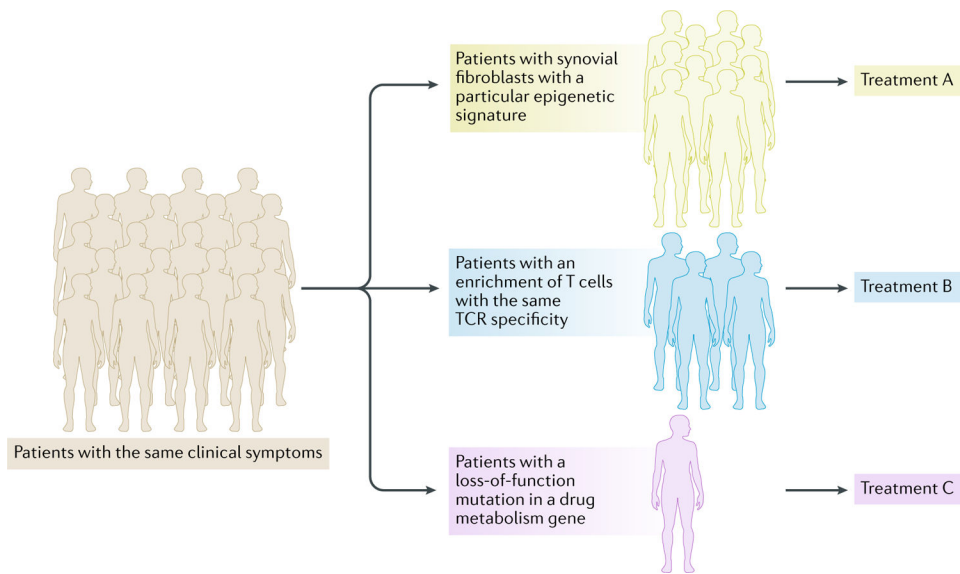 Patients with synovial
fibroblasts with a
particular epigenetic
signature
Treatment A
Patients with an
enrichment of T cells
with the same
TCR specificity
Treatment B
Patients with the same clinical symptoms
Patients with a
loss-of-function
mutation in a drug
metabolism gene
Treatment C